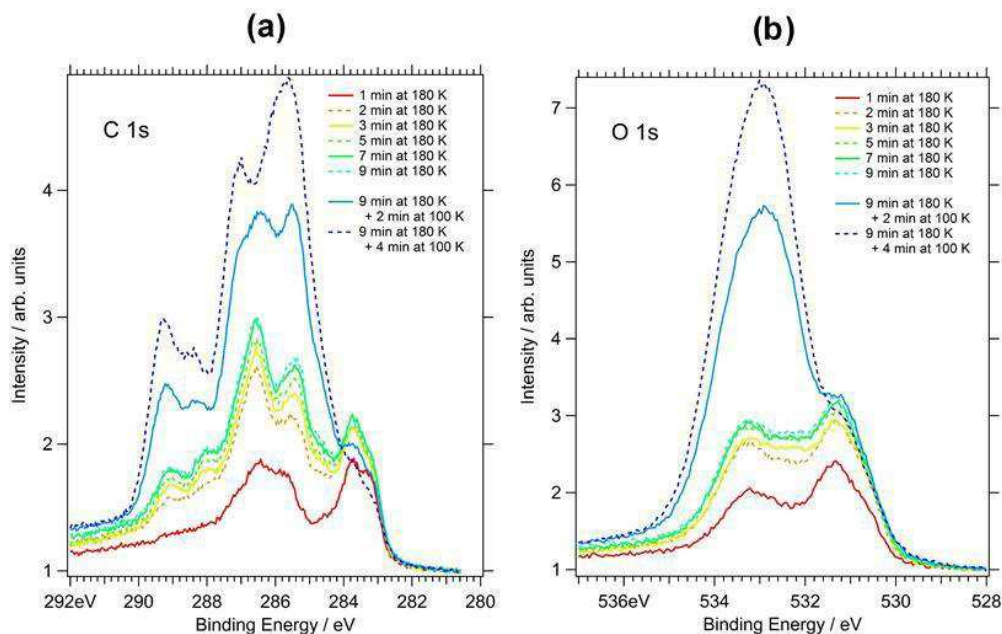 (a)
C 1s
1 min at 180 K
2 min at 180 K
3 min at 180 K
5 min at 180 K
7 min at 180 K
9 min at 180 K
9 min at 180 K
+ 2 min at 100 K
9 min at 180 K
+ 4 min at 100 K
Intensity / arb. units
4
3
2
1
292eV 290 288 286 284 282 280
Binding Energy / eV
(b)
O 1s
1 min at 180 K
2 min at 180 K
3 min at 180 K
5 min at 180 K
7 min at 180 K
9 min at 180 K
9 min at 180 K
+ 2 min at 100 K
9 min at 180 K
+ 4 min at 100 K
Intensity / arb. units
7
6
5
4
3
2
1
536eV 534 532 530 528
Binding Energy / eV